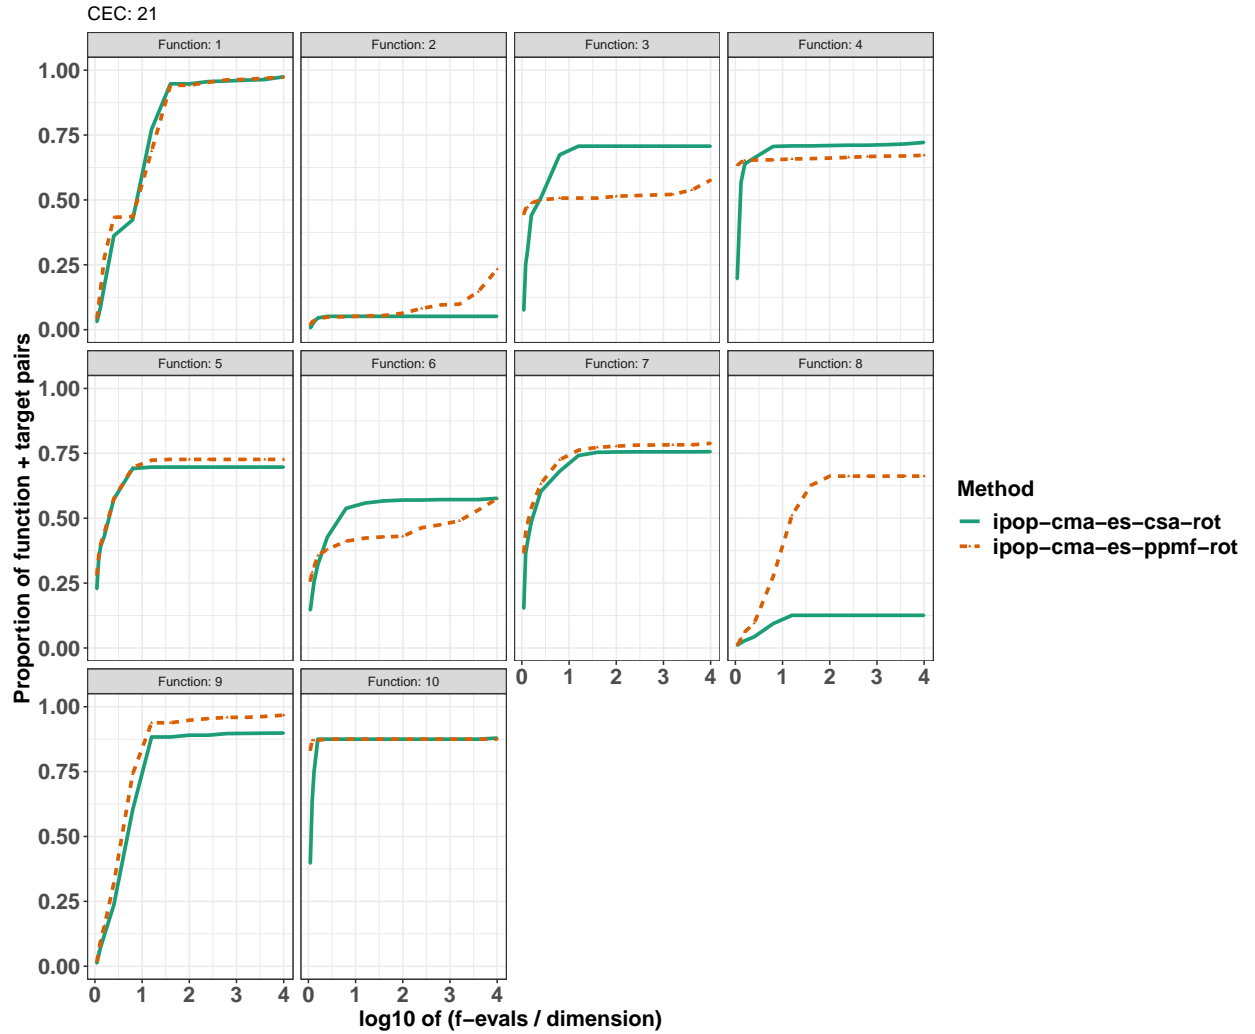 CEC: 21
Function: 1
Function: 2
Function: 3
Function: 4
1.00
0.75
0.50
0.25
0.00
Function: 5
Function: 6
Function: 7
Function: 8
1.00
0.75
0.50
0.25
0.00
0 1 2 3 4
0 1 2 3 4
Function: 9
Function: 10
1.00
0.75
0.50
0.25
0.00
0 1 2 3 4
0 1 2 3 4
Proportion of function + target pairs
log10 of (f−evals / dimension)
Method
ipop−cma−es−csa−rot
ipop−cma−es−ppmf−rot